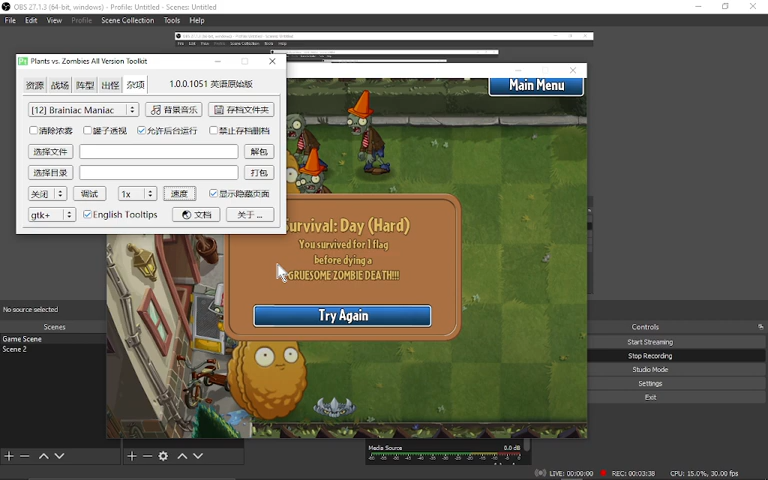 OBS 27.1.3 (64-bit, windows) - Profile: Untitled - Scenes: Untitled
File Edit View Profile Scene Collection Tools Help
Plants vs. Zombies All Version Toolkit
资源 战场 阵型 出怪 杂项 1.0.0.1051 英语原始版
[12] Brainiac Maniac 背景音乐 存档文件夹
清除浓雾 罐子透视 允许后台运行 禁止存档删档
选择文件 解包
选择目录 打包
关闭 调试 1x 速度 显示隐藏页面
gtk+ English Tooltips 文档 关于 ...
Main Menu
Survival: Day (Hard)
You survived for 1 flag
before dying a
GRUESOME ZOMBIE DEATH!!!
Try Again
No source selected
Scenes
Game Scene
Scene 2
Controls
Start Streaming
Stop Recording
Studio Mode
Settings
Exit
Media Source 0.0 dB
LIVE: 00:00:00 REC: 00:03:38 CPU: 15.0%, 30.00 fps